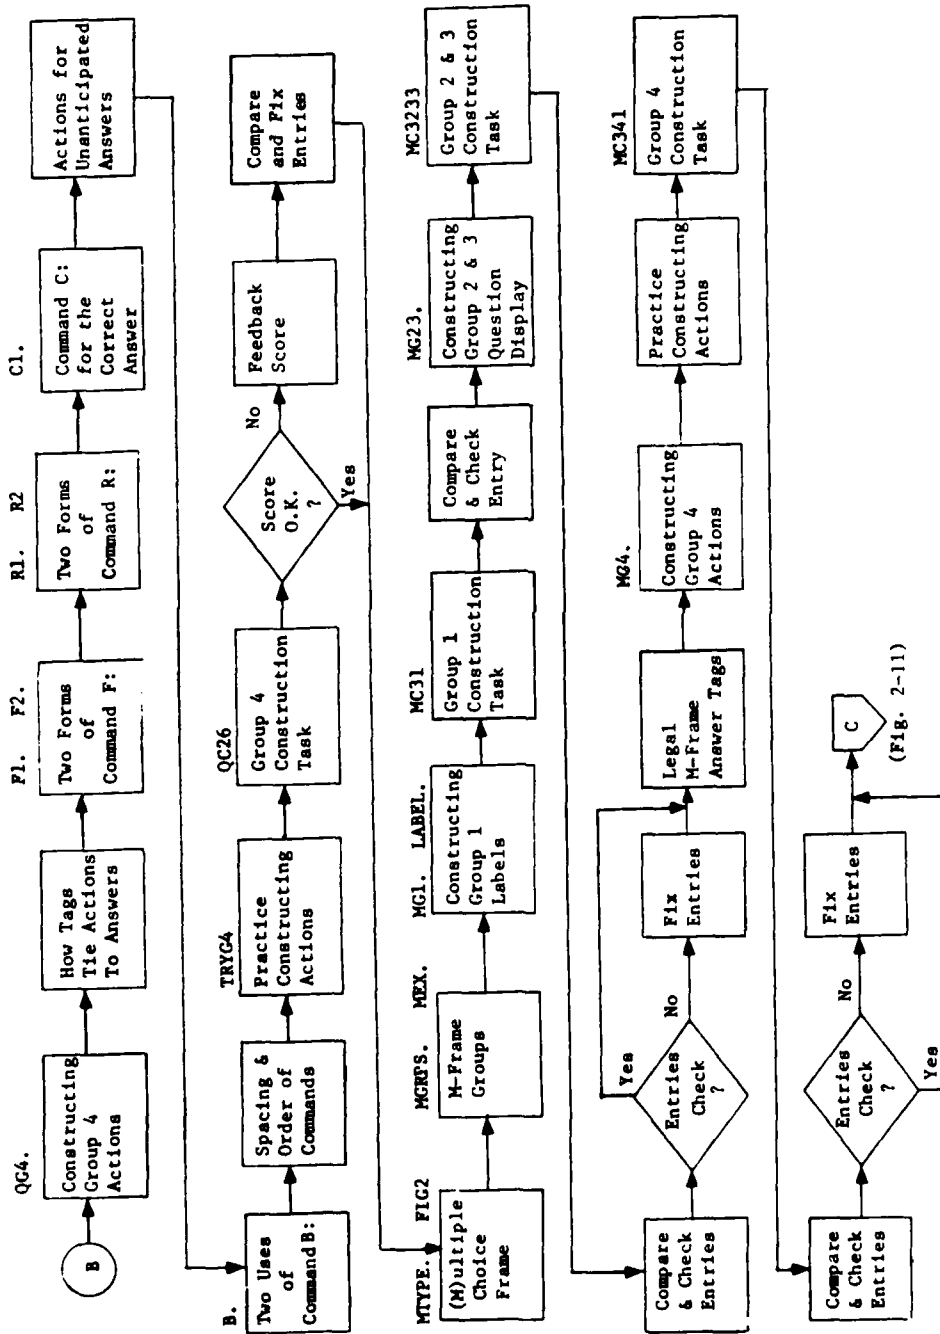 QG4.
F1. F2.
R1. R2
C1.
B
Constructing
Group 4
Actions
How Tags
Tie Actions
To Answers
Two Forms
of
Command F:
Two Forms
of
Command R:
Command C:
for the
Correct
Answer
Actions for
Unanticipated
Answers
B.
TRYG4
QC26
Two Uses
of
Command B:
Spacing &
Order of
Commands
Practice
Constructing
Actions
Group 4
Construction
Task
Score
O.K.
?
No
Yes
Feedback
Score
Compare
and Fix
Entries
MTYPE. FIG2
MGRPS. MEX.
MG1. LABEL.
MC31
MG23.
MC3233
(M)ultiple
Choice
Frame
M-Frame
Groups
Constructing
Group 1
Labels
Group 1
Construction
Task
Compare
& Check
Entry
Constructing
Group 2 & 3
Question
Display
Group 2 & 3
Construction
Task
MG4.
MC341
Compare
& Check
Entries
Entries
Check
?
Yes
No
Fix
Entries
Legal
M-Frame
Answer Tags
Constructing
Group 4
Actions
Practice
Constructing
Actions
Group 4
Construction
Task
Compare
& Check
Entries
Entries
Check
?
No
Yes
Fix
Entries
C
(Fig. 2-11)